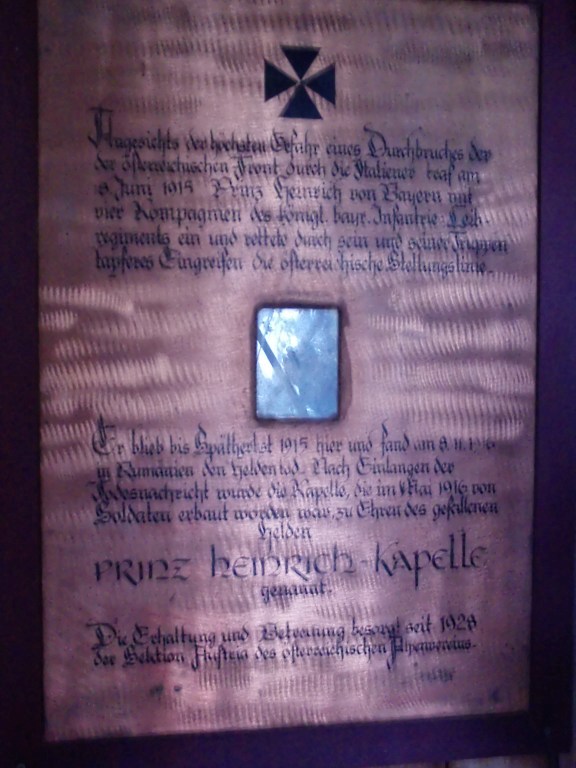 Angesichts der höchsten Gefahr eines Durchbruches der
der österreichischen Front durch die Italiener traf am
Juni 1915 Prinz Heinrich von Bayern mit
vier Kompagnien des königl. bayr. Infanterie-Leib-
regiments ein und rettete durch sein und seiner Truppen
tapferes Eingreifen die österreichische Stellungslinie.
Er blieb bis Spätherbst 1915 hier und fand am 8.11.
in Rumänien den Heldentod. Nach Einlangen der
Todesnachricht wurde die Kapelle, die im Mai 1916 von
Soldaten erbaut worden war, zu Ehren des gefallenen
Helden
PRINZ HEINRICH-KAPELLE
genannt.
Die Erhaltung und Betreuung besorgt seit 1928
der Sektion Austria des österreichischen Alpenvereins.